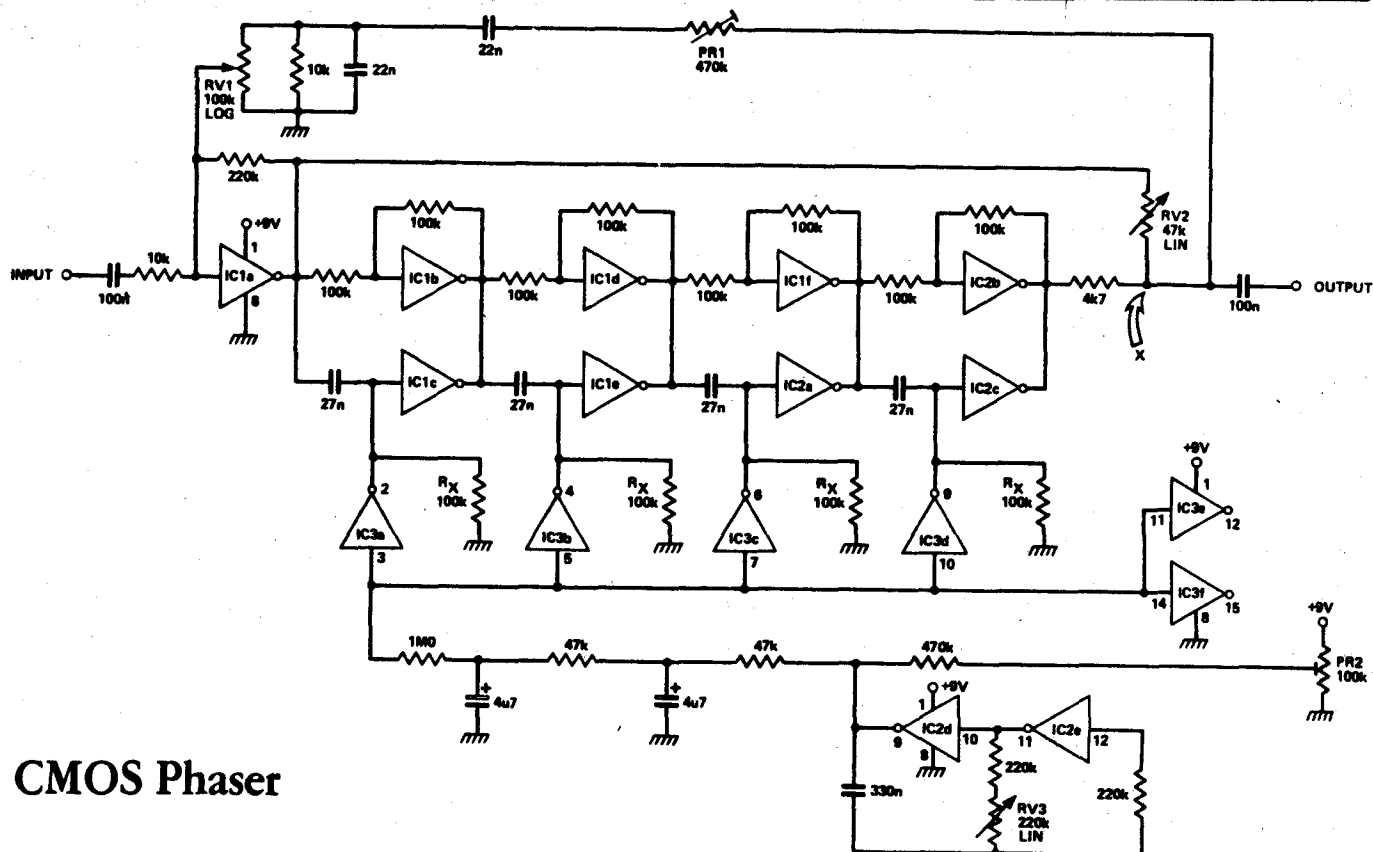 22n
PR1
470k
RV1
100k
LOG
10k
22n
220k
+9V
1
100k
100k
100k
100k
RV2
47k
LIN
INPUT
100n
10k
IC1a
8
100k
IC1b
100k
IC1d
100k
IC1f
100k
IC2b
4k7
X
100n
OUTPUT
27n
IC1c
27n
IC1e
27n
IC2a
27n
IC2c
2
IC3a
3
RX
100k
4
IC3b
5
RX
100k
6
IC3c
7
RX
100k
9
IC3d
10
RX
100k
+9V
1
11
IC3e
12
14
IC3f
15
8
1M0
4u7
47k
4u7
47k
470k
+9V
PR2
100k
+9V
1
9
IC2d
10
8
11
IC2e
12
330n
220k
RV3
220k
LIN
220k
CMOS Phaser